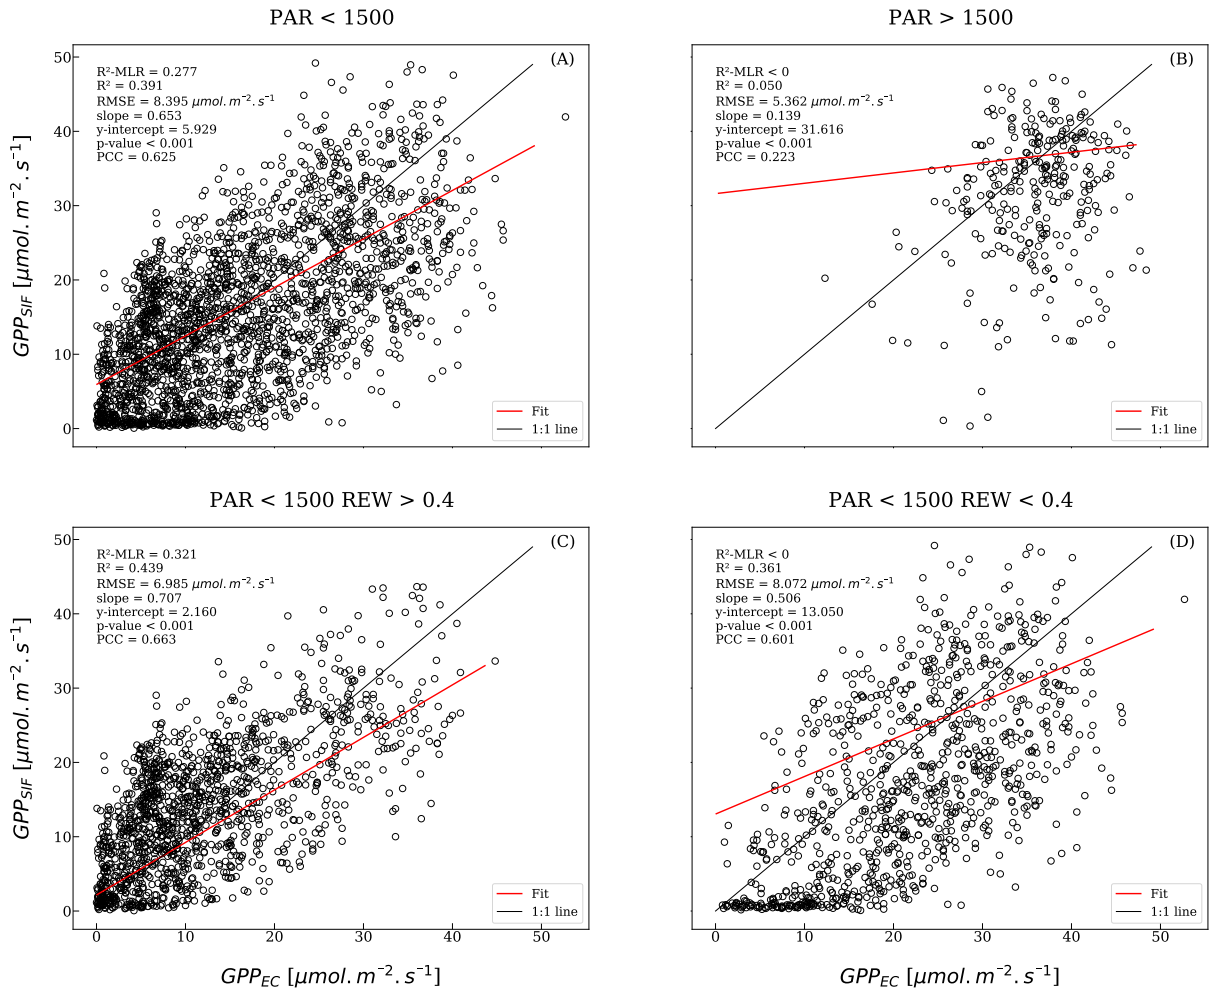 PAR < 1500
(A)
R²-MLR = 0.277
R² = 0.391
RMSE = 8.395 μmol.m⁻².s⁻¹
slope = 0.653
y-intercept = 5.929
p-value < 0.001
PCC = 0.625
50
40
30
20
10
0
GPP_SIF [μmol.m⁻².s⁻¹]
Fit
1:1 line
PAR > 1500
(B)
R²-MLR < 0
R² = 0.050
RMSE = 5.362 μmol.m⁻².s⁻¹
slope = 0.139
y-intercept = 31.616
p-value < 0.001
PCC = 0.223
Fit
1:1 line
PAR < 1500 REW > 0.4
(C)
R²-MLR = 0.321
R² = 0.439
RMSE = 6.985 μmol.m⁻².s⁻¹
slope = 0.707
y-intercept = 2.160
p-value < 0.001
PCC = 0.663
50
40
30
20
10
0
GPP_SIF [μmol.m⁻².s⁻¹]
Fit
1:1 line
0 10 20 30 40 50
GPP_EC [μmol.m⁻².s⁻¹]
PAR < 1500 REW < 0.4
(D)
R²-MLR < 0
R² = 0.361
RMSE = 8.072 μmol.m⁻².s⁻¹
slope = 0.506
y-intercept = 13.050
p-value < 0.001
PCC = 0.601
Fit
1:1 line
0 10 20 30 40 50
GPP_EC [μmol.m⁻².s⁻¹]